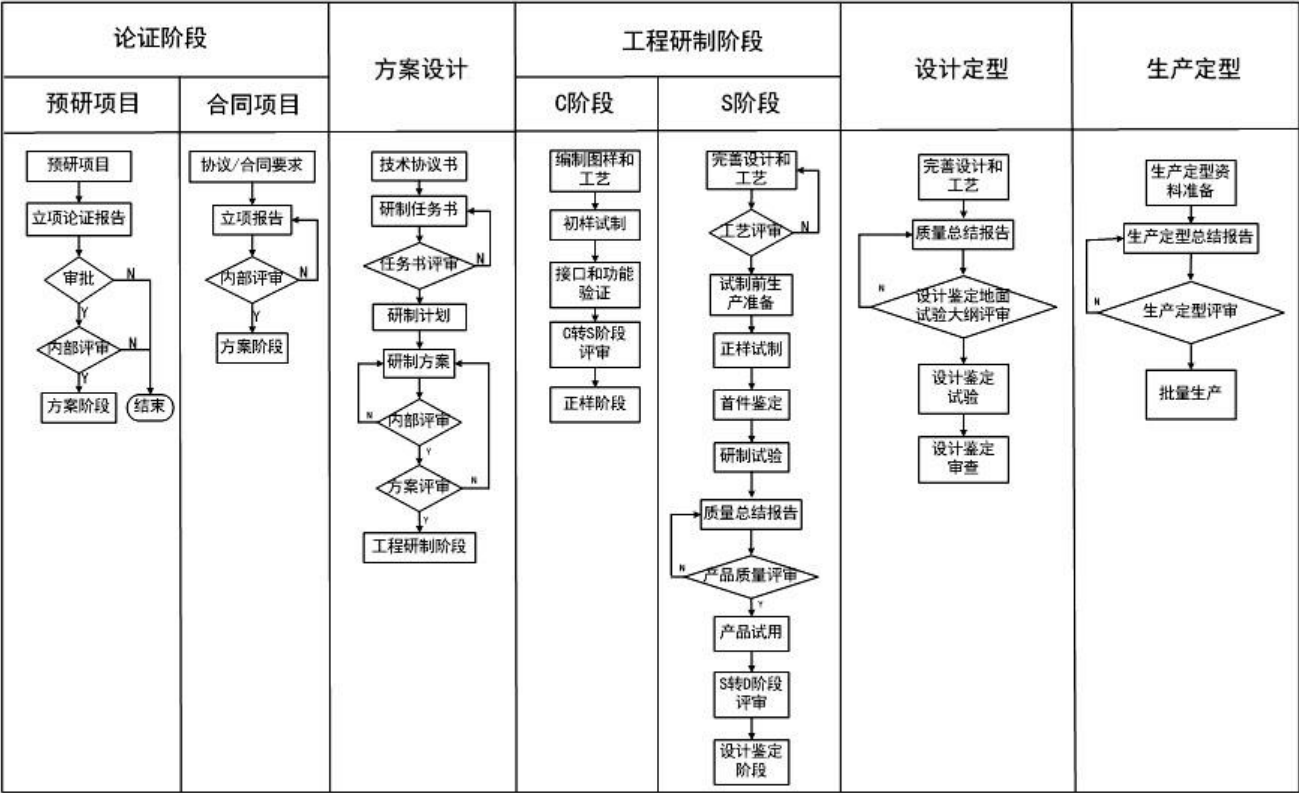 论证阶段
预研项目
合同项目
方案设计
工程研制阶段
C阶段
S阶段
设计定型
生产定型
预研项目
立项论证报告
审批
N
Y
内部评审
N
Y
方案阶段
结束
协议/合同要求
立项报告
内部评审
N
Y
方案阶段
技术协议书
研制任务书
任务书评审
N
Y
研制计划
研制方案
内部评审
N
Y
方案评审
N
Y
工程研制阶段
编制图样和
工艺
初样试制
接口和功能
验证
C转S阶段
评审
正样阶段
完善设计和
工艺
工艺评审
N
试制前生
产准备
正样试制
首件鉴定
研制试验
质量总结报告
产品质量评审
N
Y
产品试用
S转D阶段
评审
设计鉴定
阶段
完善设计和
工艺
质量总结报告
N
设计鉴定地面
试验大纲评审
设计鉴定
试验
设计鉴定
审查
生产定型资
料准备
生产定型总结报告
N
生产定型评审
批量生产